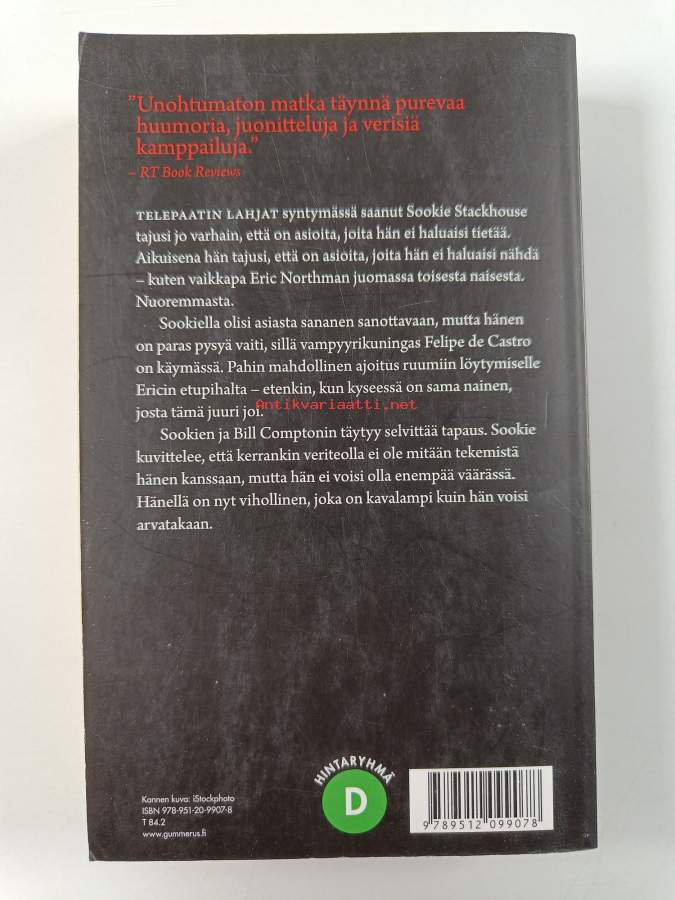 ”Unohtumaton matka täynnä purevaa
huumoria, juonitteluja ja verisiä
kamppailuja.”
– RT Book Reviews
TELEPAATIN LAHJAT syntymässä saanut Sookie Stackhouse
tajusi jo varhain, että on asioita, joita hän ei haluaisi tietää.
Aikuisena hän tajusi, että on asioita, joita hän ei haluaisi nähdä
– kuten vaikkapa Eric Northman juomassa toisesta naisesta.
Nuoremmasta.
Sookiella olisi asiasta sananen sanottavaan, mutta hänen
on paras pysyä vaiti, sillä vampyyrikuningas Felipe de Castro
on käymässä. Pahin mahdollinen ajoitus ruumiin löytymiselle
Ericin etupihalta – etenkin, kun kyseessä on sama nainen,
josta tämä juuri joi.
Antikvariaatti.net
Sookien ja Bill Comptonin täytyy selvittää tapaus. Sookie
kuvittelee, että kerrankin veriteolla ei ole mitään tekemistä
hänen kanssaan, mutta hän ei voisi olla enempää väärässä.
Hänellä on nyt vihollinen, joka on kavalampi kuin hän voisi
arvatakaan.
Kannen kuva: iStockphoto
ISBN 978-951-20-9907-8
T 84.2
www.gummerus.fi
HINTARYHMÄ
D
9 789512 099078